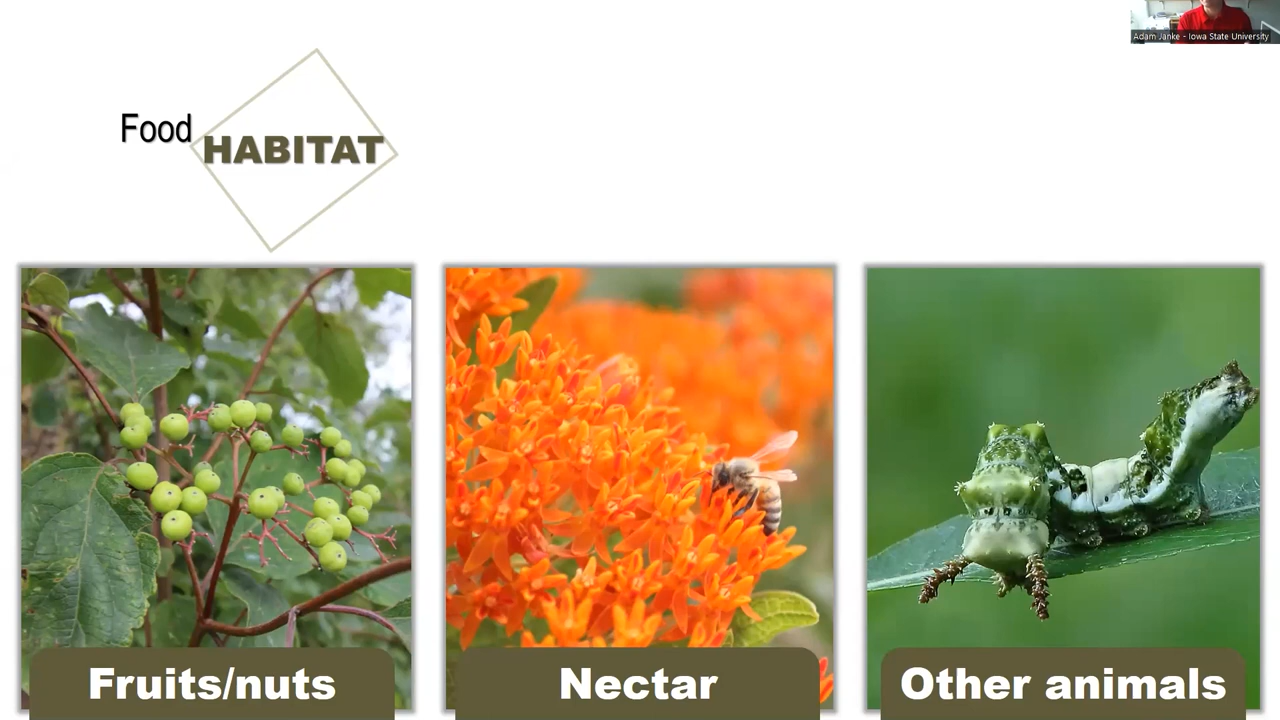 Adam Janke - Iowa State University
Food
HABITAT
Fruits/nuts
Nectar
Other animals